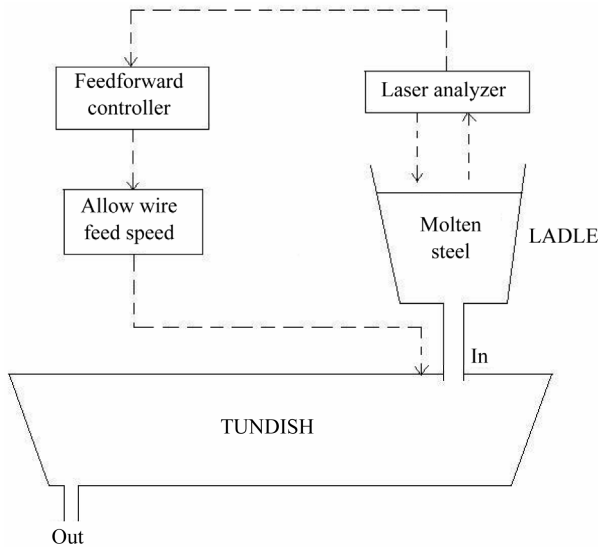 Feedforward
controller
Laser analyzer
Allow wire
feed speed
Molten
steel
LADLE
In
TUNDISH
Out